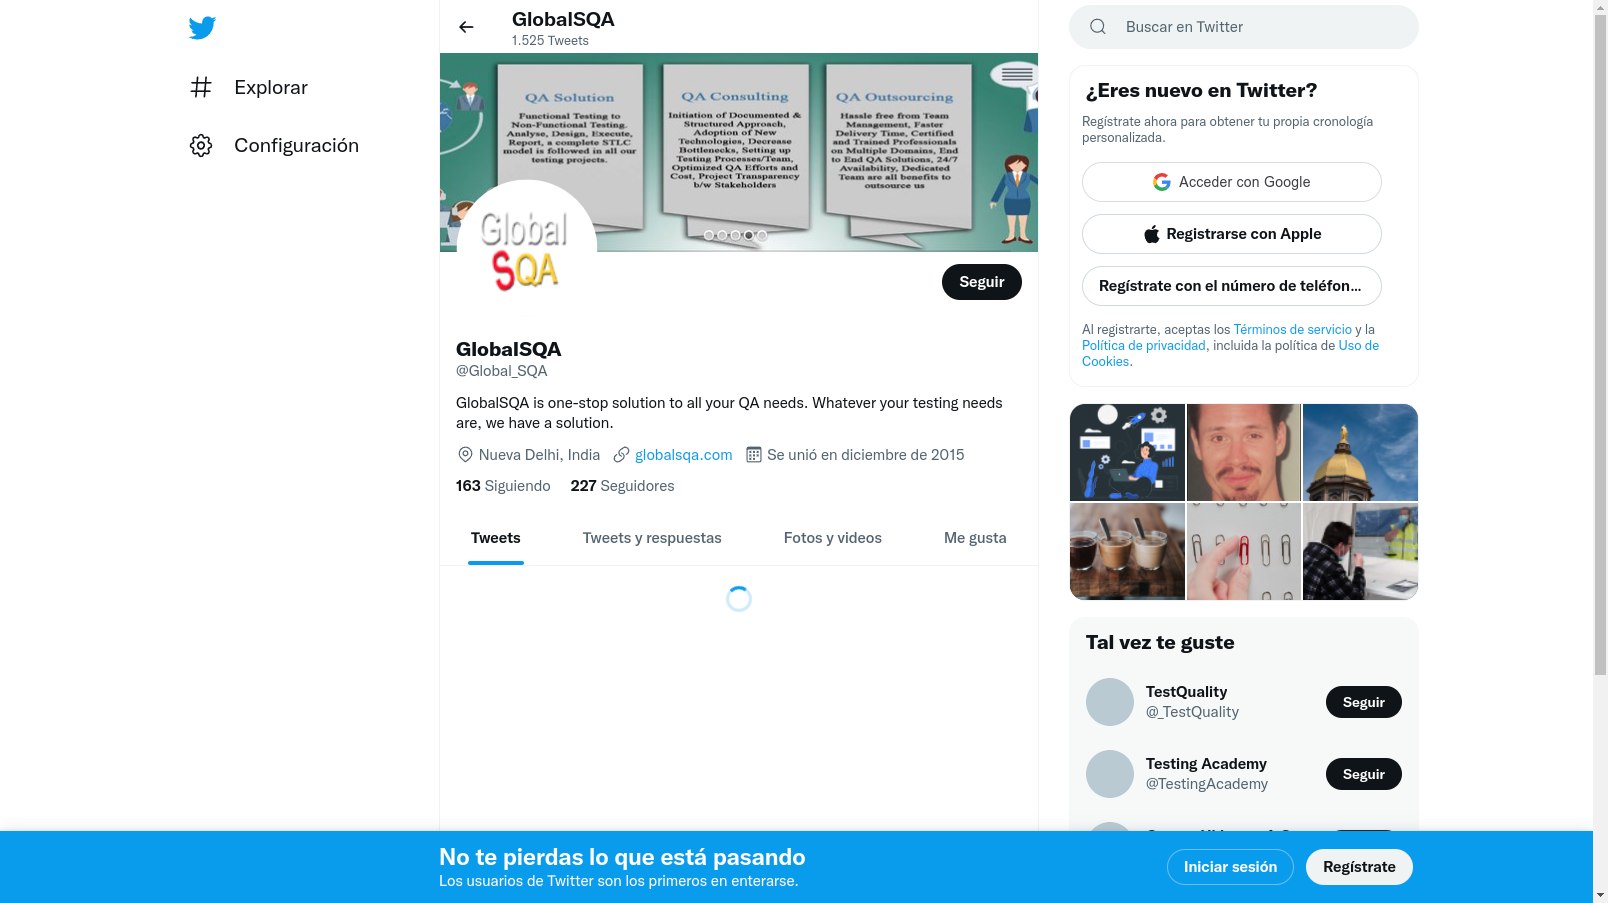 GlobalSQA
1.525 Tweets
Explorar
Configuración
QA Solution
Functional Testing to
Non-Functional Testing.
Analyse, Design, Execute,
Report, a complete STLC
model is followed in all our
testing projects.
QA Consulting
Initiation of Documented &
Structured Approach,
Adoption of New
Technologies, Decrease
Bottlenecks, Setting up
Testing Processes/Team,
Optimized QA Efforts and
Cost, Project Transparency
b/w Stakeholders
QA Outsourcing
Hassle free from Team
Management, Faster
Delivery Time, Certified
and Trained Professionals
on Multiple Domains, End
to End QA Solutions, 24/7
Availability, Dedicated
Team are all benefits to
outsource us
Global
SQA
Seguir
GlobalSQA
@Global_SQA
GlobalSQA is one-stop solution to all your QA needs. Whatever your testing needs
are, we have a solution.
Nueva Delhi, India globalsqa.com Se unió en diciembre de 2015
163 Siguiendo 227 Seguidores
Tweets Tweets y respuestas Fotos y videos Me gusta
Buscar en Twitter
¿Eres nuevo en Twitter?
Regístrate ahora para obtener tu propia cronología
personalizada.
Acceder con Google
Registrarse con Apple
Regístrate con el número de teléfon...
Al registrarte, aceptas los Términos de servicio y la
Política de privacidad, incluida la política de Uso de
Cookies.
Tal vez te guste
TestQuality
@_TestQuality
Seguir
Testing Academy
@TestingAcademy
Seguir
No te pierdas lo que está pasando
Los usuarios de Twitter son los primeros en enterarse.
Iniciar sesión
Regístrate